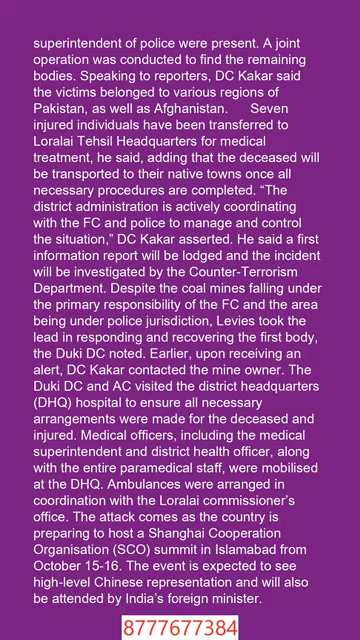 superintendent of police were present. A joint
operation was conducted to find the remaining
bodies. Speaking to reporters, DC Kakar said
the victims belonged to various regions of
Pakistan, as well as Afghanistan.      Seven
injured individuals have been transferred to
Loralai Tehsil Headquarters for medical
treatment, he said, adding that the deceased will
be transported to their native towns once all
necessary procedures are completed. “The
district administration is actively coordinating
with the FC and police to manage and control
the situation,” DC Kakar asserted. He said a first
information report will be lodged and the incident
will be investigated by the Counter-Terrorism
Department. Despite the coal mines falling under
the primary responsibility of the FC and the area
being under police jurisdiction, Levies took the
lead in responding and recovering the first body,
the Duki DC noted. Earlier, upon receiving an
alert, DC Kakar contacted the mine owner. The
Duki DC and AC visited the district headquarters
(DHQ) hospital to ensure all necessary
arrangements were made for the deceased and
injured. Medical officers, including the medical
superintendent and district health officer, along
with the entire paramedical staff, were mobilised
at the DHQ. Ambulances were arranged in
coordination with the Loralai commissioner’s
office. The attack comes as the country is
preparing to host a Shanghai Cooperation
Organisation (SCO) summit in Islamabad from
October 15-16. The event is expected to see
high-level Chinese representation and will also
be attended by India’s foreign minister.
8777677384